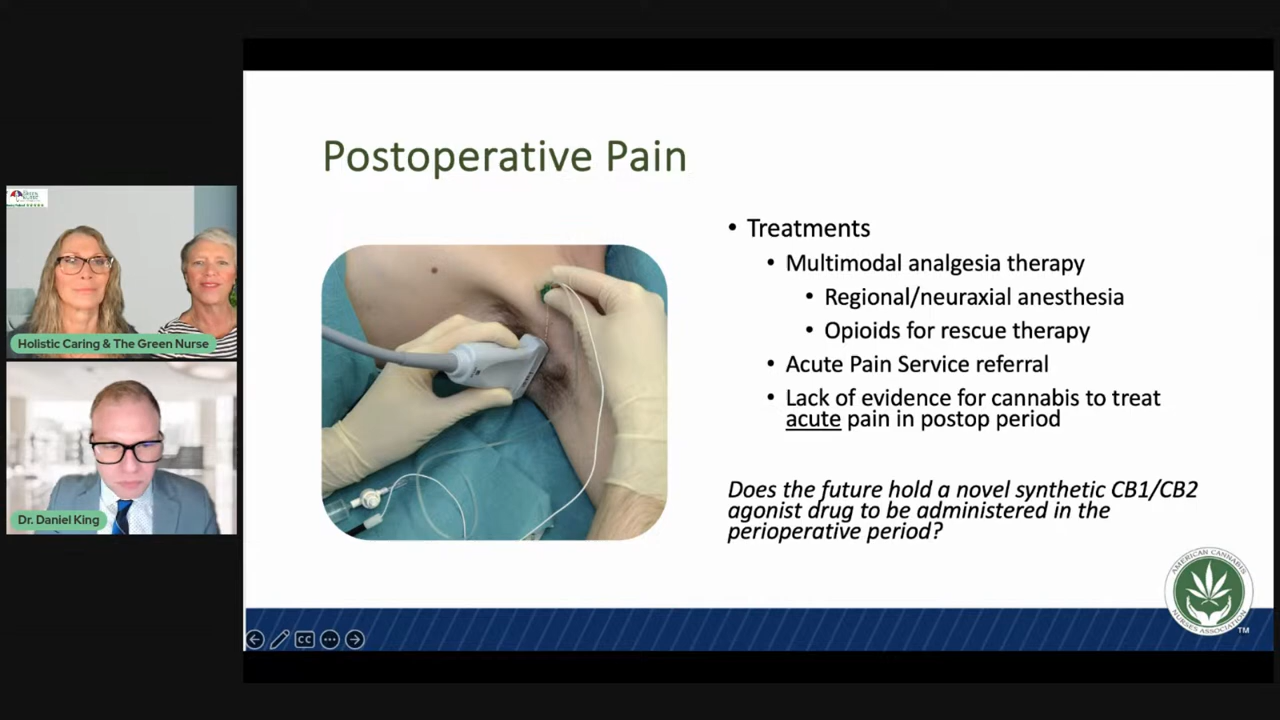 Postoperative Pain
• Treatments
• Multimodal analgesia therapy
• Regional/neuraxial anesthesia
• Opioids for rescue therapy
• Acute Pain Service referral
• Lack of evidence for cannabis to treat
acute pain in postop period
Does the future hold a novel synthetic CB1/CB2
agonist drug to be administered in the
perioperative period?
Holistic Caring & The Green Nurse
Dr. Daniel King
AMERICAN CANNABIS
NURSES ASSOCIATION
TM
CC